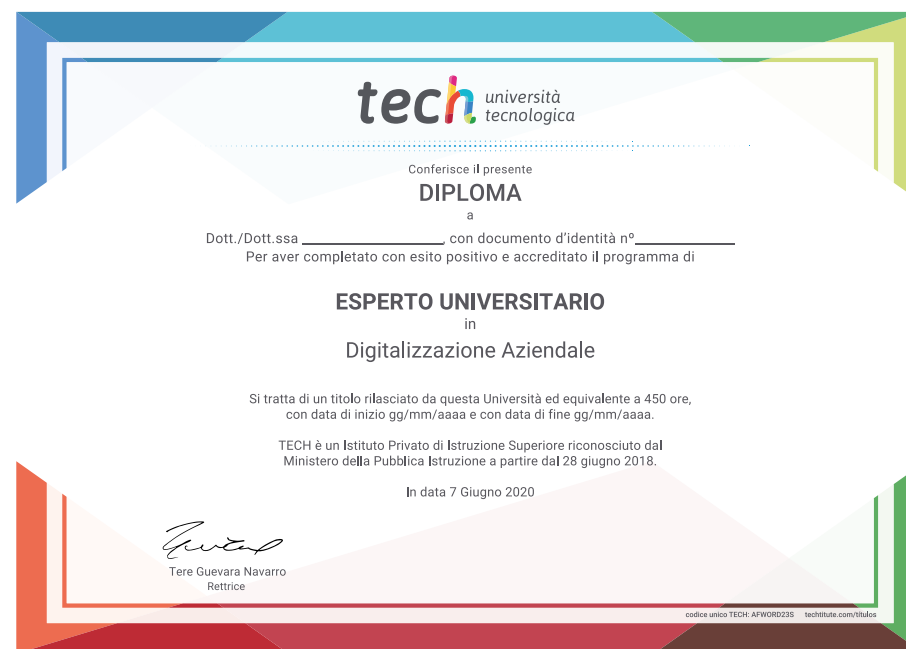 tech università
tecnologica
Conferisce il presente
DIPLOMA
a
Dott./Dott.ssa ________________, con documento d'identità nº____________
Per aver completato con esito positivo e accreditato il programma di
ESPERTO UNIVERSITARIO
in
Digitalizzazione Aziendale
Si tratta di un titolo rilasciato da questa Università ed equivalente a 450 ore,
con data di inizio gg/mm/aaaa e con data di fine gg/mm/aaaa.
TECH è un Istituto Privato di Istruzione Superiore riconosciuto dal
Ministero della Pubblica Istruzione a partire dal 28 giugno 2018.
In data 7 Giugno 2020
Tere Guevara Navarro
Rettrice
codice unico TECH: AFWORD23S techtitute.com/titulos